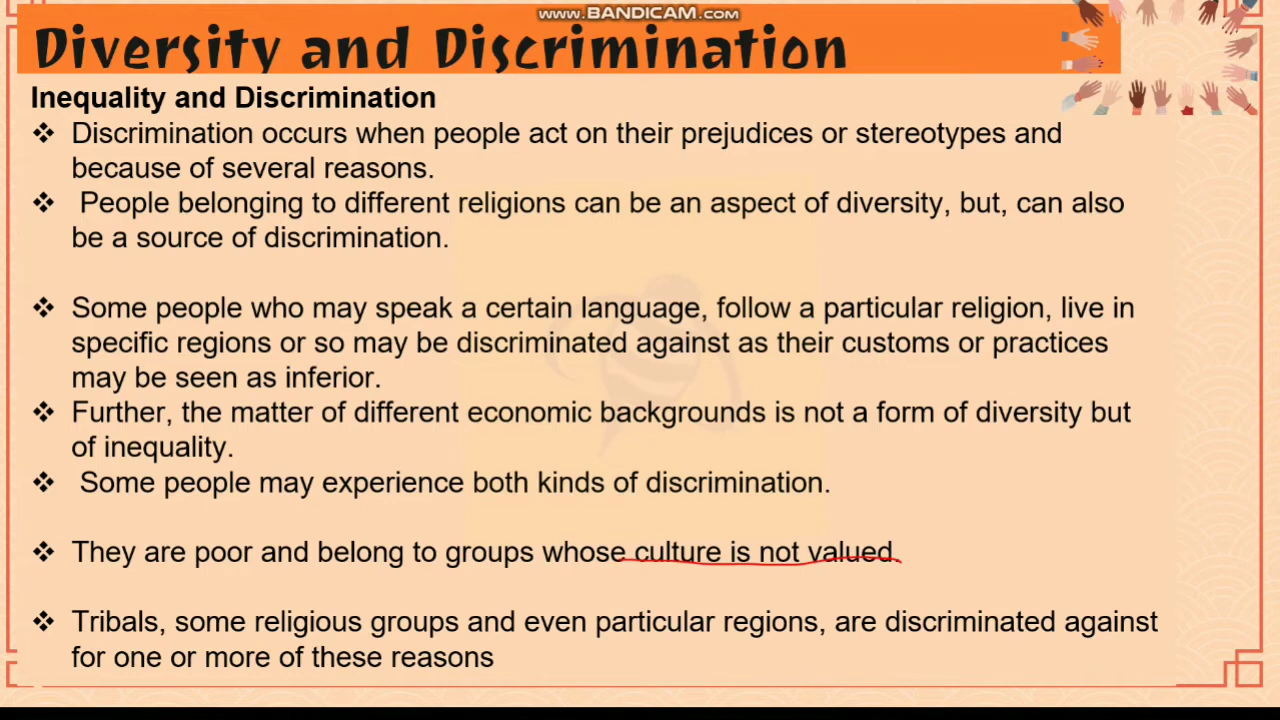 www.BANDICAM.com
Diversity and Discrimination
Inequality and Discrimination
❖ Discrimination occurs when people act on their prejudices or stereotypes and
because of several reasons.
❖ People belonging to different religions can be an aspect of diversity, but, can also
be a source of discrimination.
❖ Some people who may speak a certain language, follow a particular religion, live in
specific regions or so may be discriminated against as their customs or practices
may be seen as inferior.
❖ Further, the matter of different economic backgrounds is not a form of diversity but
of inequality.
❖ Some people may experience both kinds of discrimination.
❖ They are poor and belong to groups whose culture is not valued.
❖ Tribals, some religious groups and even particular regions, are discriminated against
for one or more of these reasons